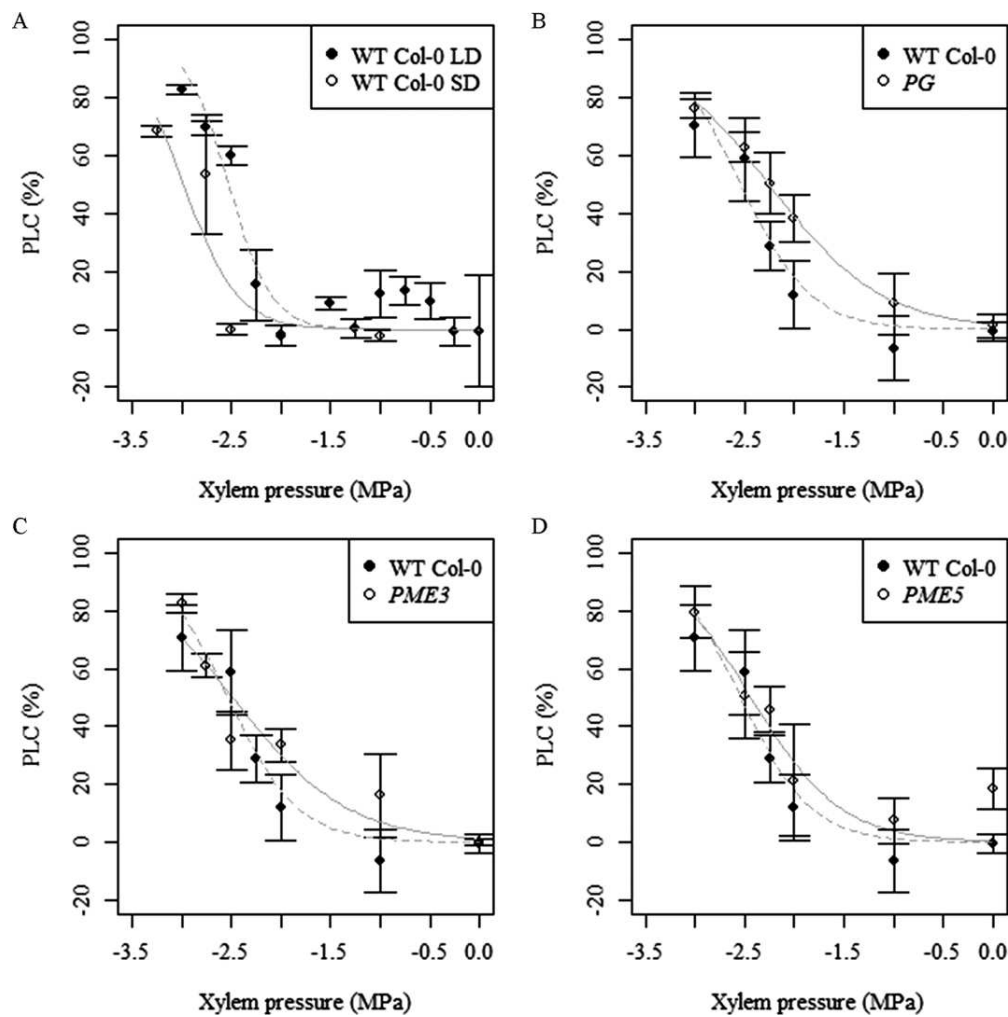 A
WT Col-0 LD
WT Col-0 SD
PLC (%)
100
80
60
40
20
0
-20
-3.5
-2.5
-1.5
-0.5
0.0
Xylem pressure (MPa)
B
WT Col-0
PG
PLC (%)
100
80
60
40
20
0
-20
-3.5
-2.5
-1.5
-0.5
0.0
Xylem pressure (MPa)
C
WT Col-0
PME3
PLC (%)
100
80
60
40
20
0
-20
-3.5
-2.5
-1.5
-0.5
0.0
Xylem pressure (MPa)
D
WT Col-0
PME5
PLC (%)
100
80
60
40
20
0
-20
-3.5
-2.5
-1.5
-0.5
0.0
Xylem pressure (MPa)